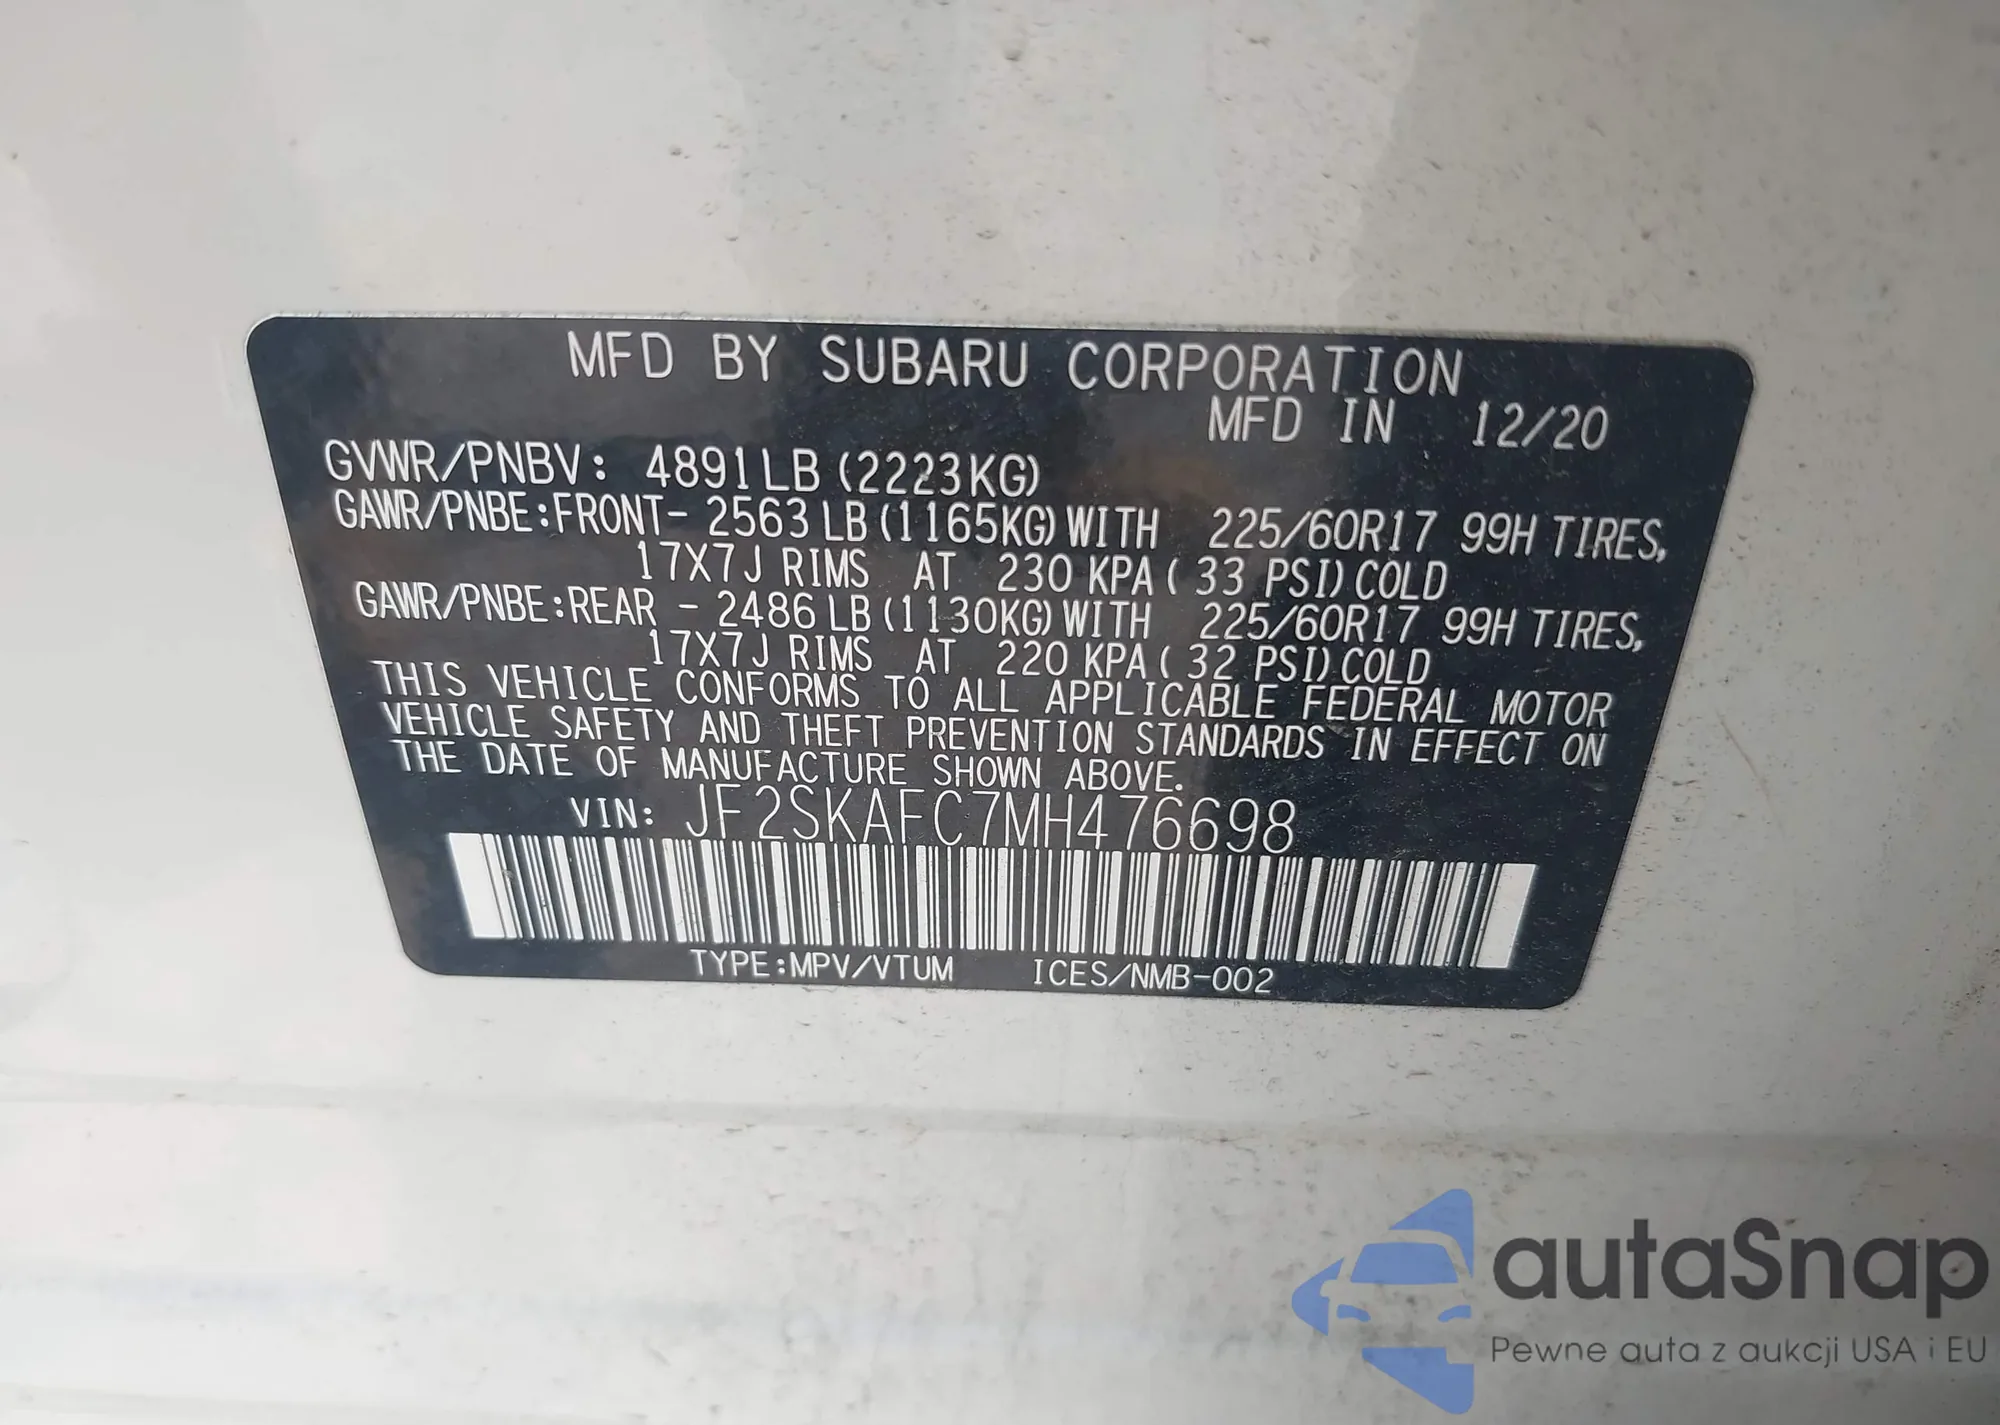 MFD BY SUBARU CORPORATION
MFD IN 12/20
GVWR/PNBV: 4891LB (2223KG)
GAWR/PNBE:FRONT- 2563 LB (1165KG) WITH 225/60R17 99H TIRES,
17X7J RIMS AT 230 KPA ( 33 PSI) COLD
GAWR/PNBE:REAR - 2486 LB (1130KG) WITH 225/60R17 99H TIRES,
17X7J RIMS AT 220 KPA ( 32 PSI) COLD
THIS VEHICLE CONFORMS TO ALL APPLICABLE FEDERAL MOTOR
VEHICLE SAFETY AND THEFT PREVENTION STANDARDS IN EFFECT ON
THE DATE OF MANUFACTURE SHOWN ABOVE.
VIN: JF2SKAFC7MH476698
TYPE:MPV/VTUM ICES/NMB-002
autaSnap
Pewne auta z aukcji USA i EU